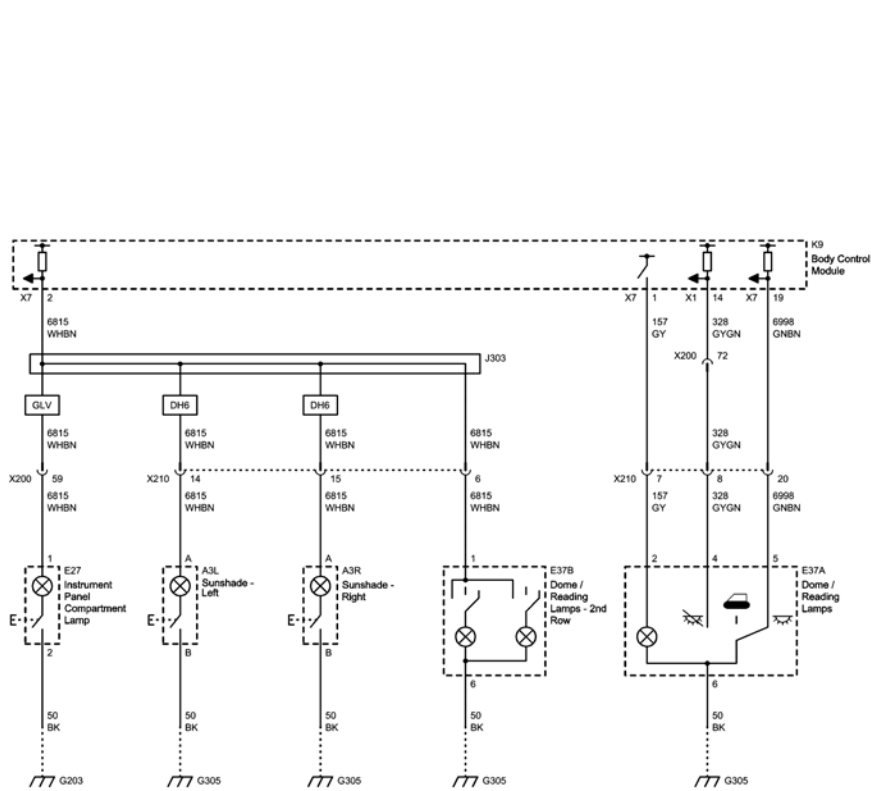 K9
Body Control
Module
X7 2 X7 1 X1 14 X7 19
6815 157 328 6998
WHBN GY GYGN GNBN
X200 72
J303
GLV DH6 DH6
6815 6815 6815 6815 328
WHBN WHBN WHBN WHBN GYGN
X200 59 X210 14 15 6 X210 7 8 20
6815 6815 6815 6815 157 328 6998
WHBN WHBN WHBN WHBN GY GYGN GNBN
1 A A 1 2 4 5
E27
Instrument
Panel
Compartment
Lamp
A3L
Sunshade -
Left
A3R
Sunshade -
Right
E37B
Dome /
Reading
Lamps - 2nd
Row
E37A
Dome /
Reading
Lamps
2 B B 6 6
50 50 50 50 50
BK BK BK BK BK
G203 G305 G305 G305 G305